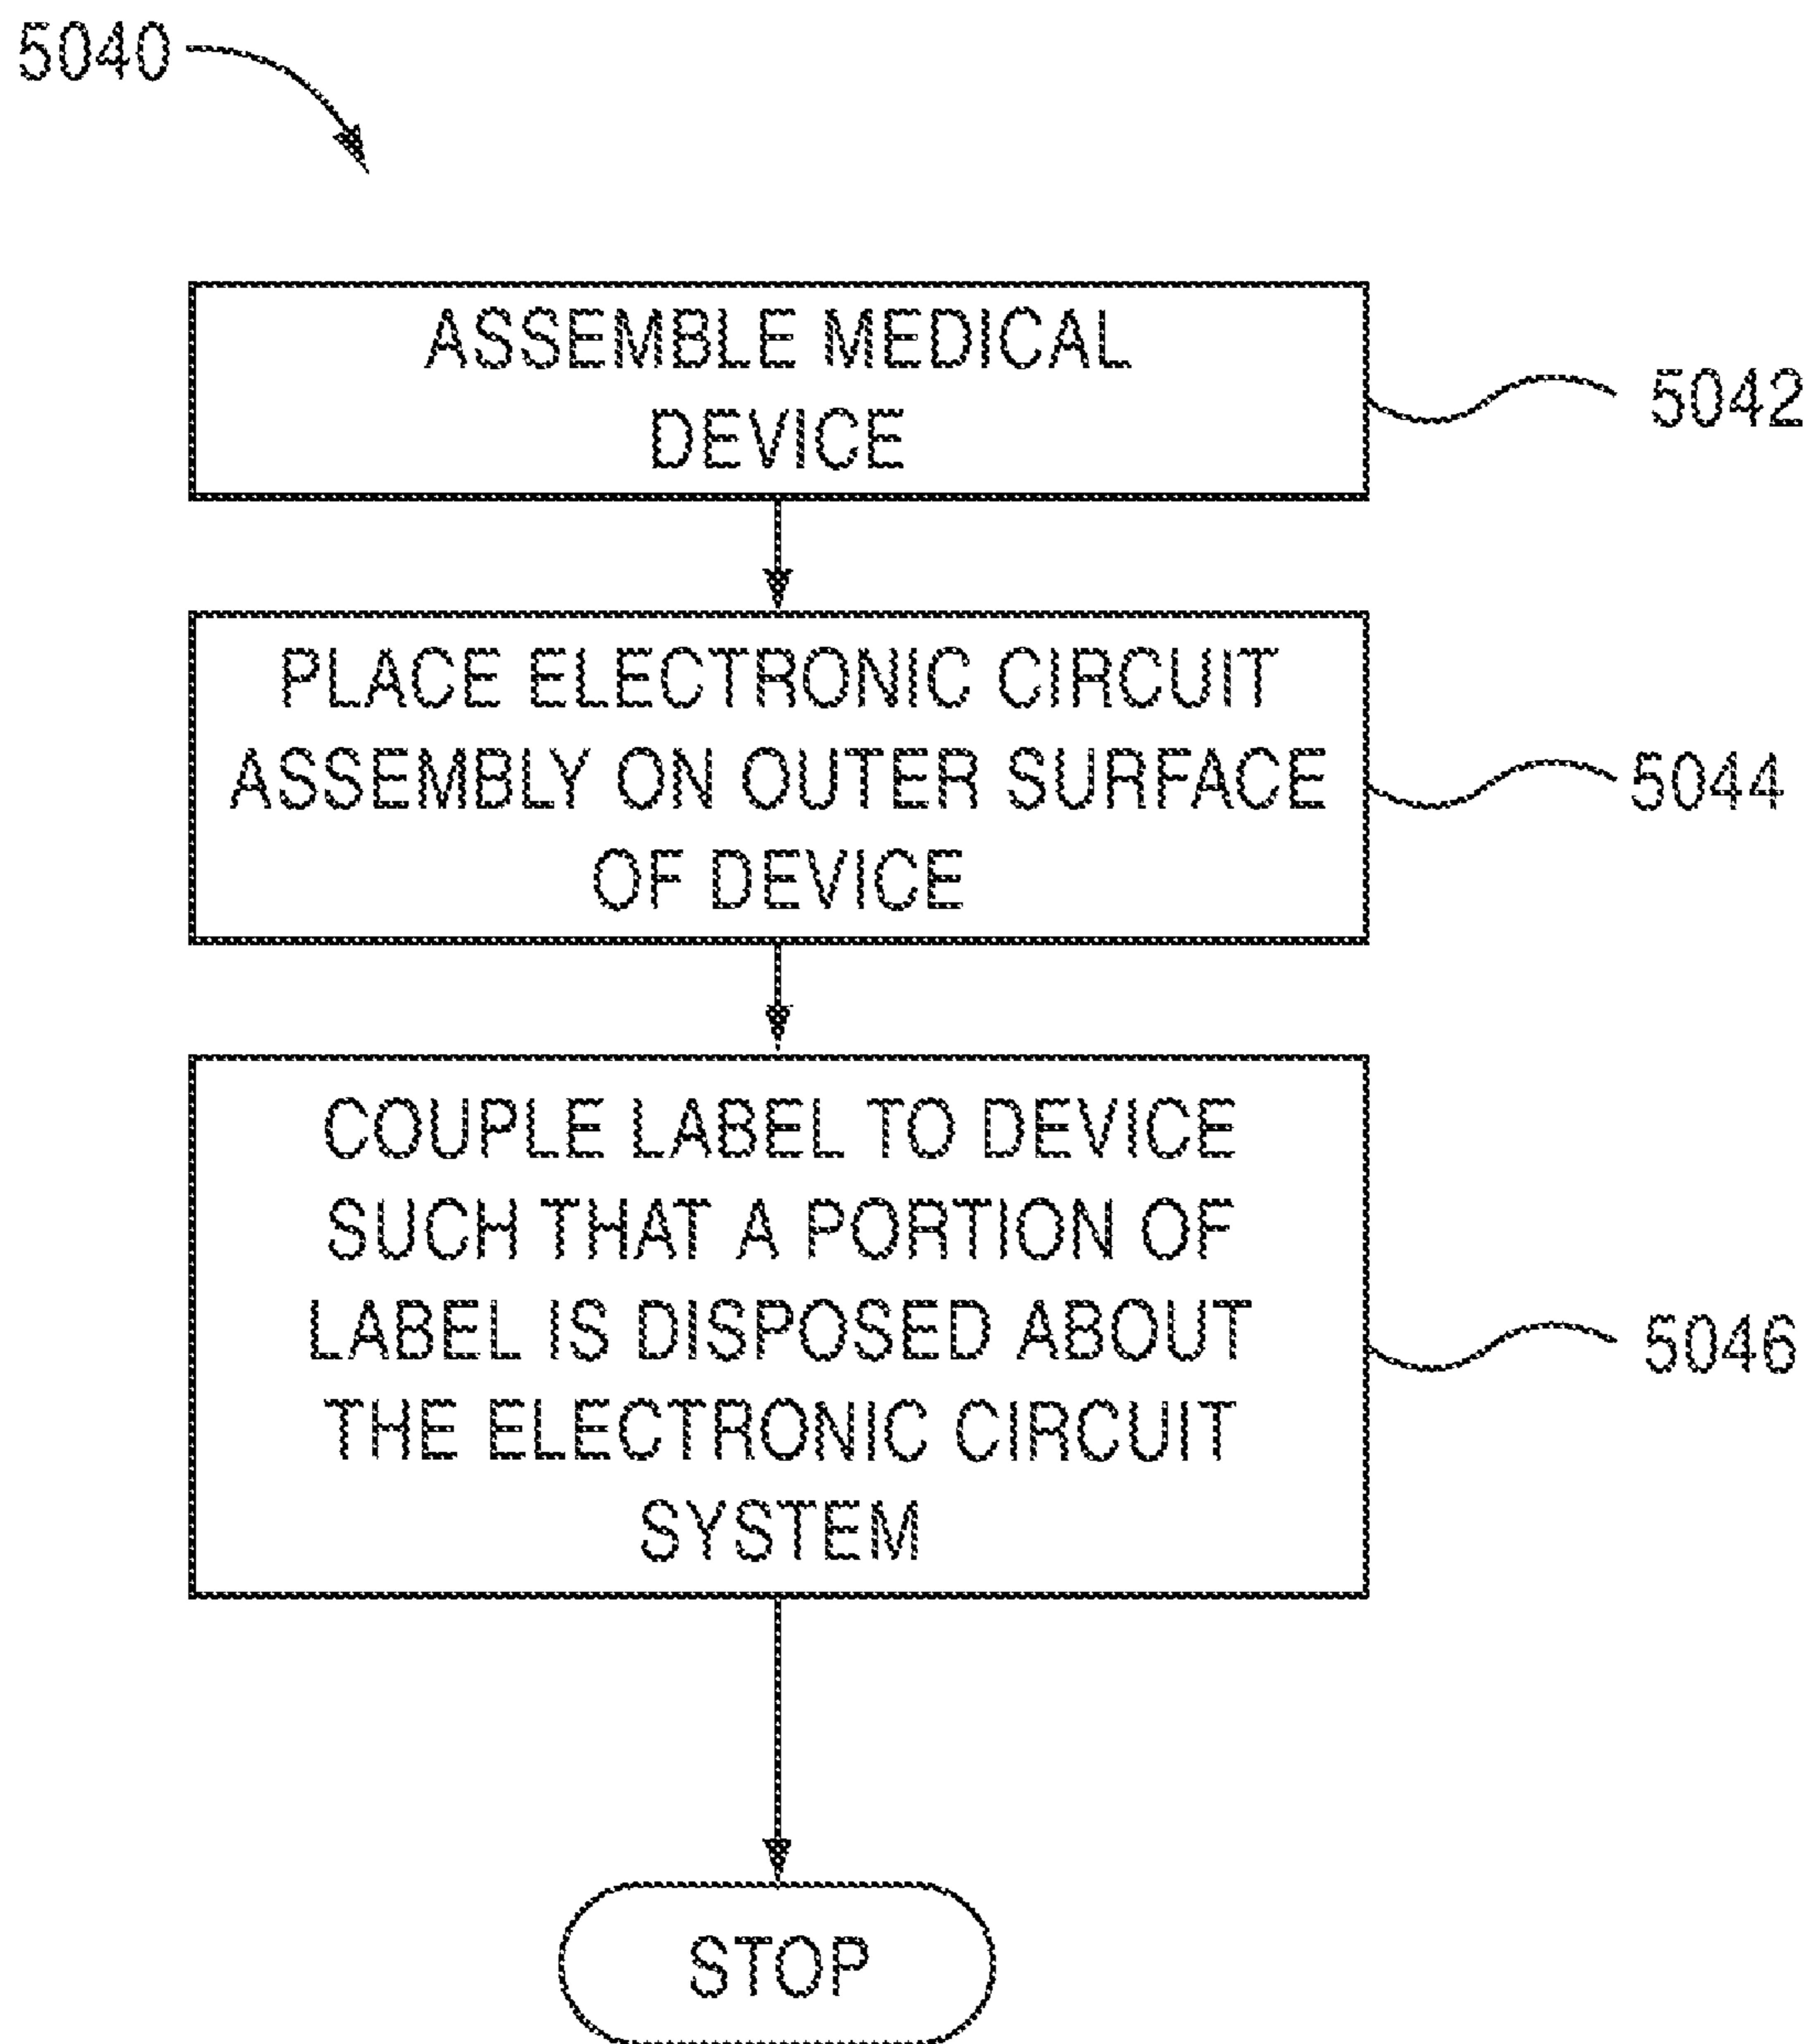 5040
ASSEMBLE MEDICAL
DEVICE
5042
PLACE ELECTRONIC CIRCUIT
ASSEMBLY ON OUTER SURFACE
OF DEVICE
5044
COUPLE LABEL TO DEVICE
SUCH THAT A PORTION OF
LABEL IS DISPOSED ABOUT
THE ELECTRONIC CIRCUIT
SYSTEM
5046
STOP